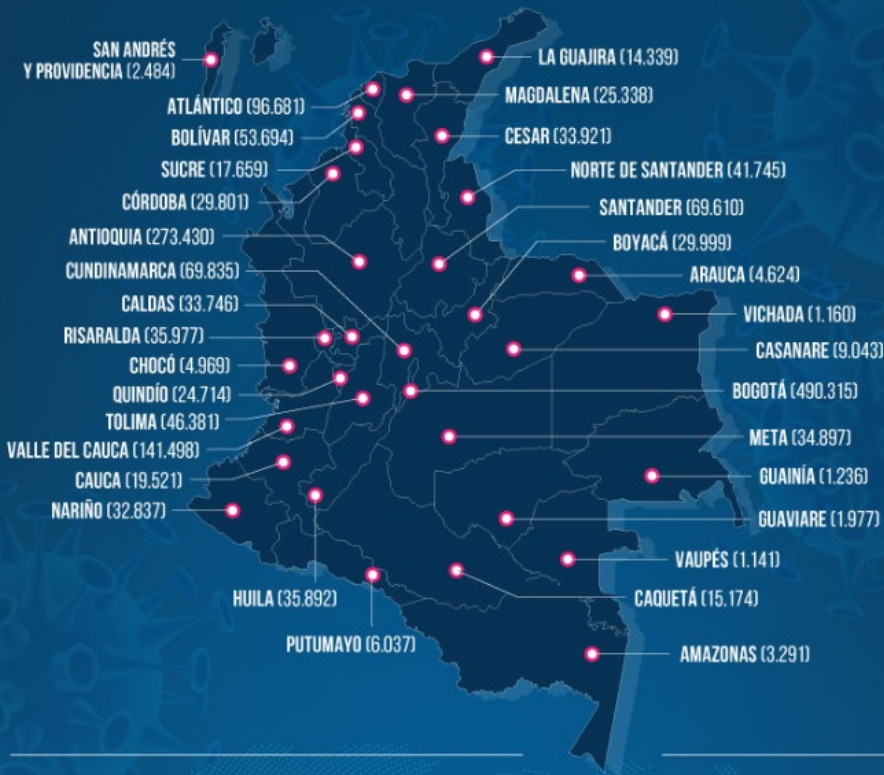 SAN ANDRÉS
Y PROVIDENCIA (2.484)
ATLÁNTICO (96.681)
BOLÍVAR (53.694)
SUCRE (17.659)
CÓRDOBA (29.801)
ANTIOQUIA (273.430)
CUNDINAMARCA (69.835)
CALDAS (33.746)
RISARALDA (35.977)
CHOCÓ (4.969)
QUINDÍO (24.714)
TOLIMA (46.381)
VALLE DEL CAUCA (141.498)
CAUCA (19.521)
NARIÑO (32.837)
HUILA (35.892)
PUTUMAYO (6.037)
LA GUAJIRA (14.339)
MAGDALENA (25.338)
CESAR (33.921)
NORTE DE SANTANDER (41.745)
SANTANDER (69.610)
BOYACÁ (29.999)
ARAUCA (4.624)
VICHADA (1.160)
CASANARE (9.043)
BOGOTÁ (490.315)
META (34.897)
GUAINÍA (1.236)
GUAVIARE (1.977)
VAUPÉS (1.141)
CAQUETÁ (15.174)
AMAZONAS (3.291)